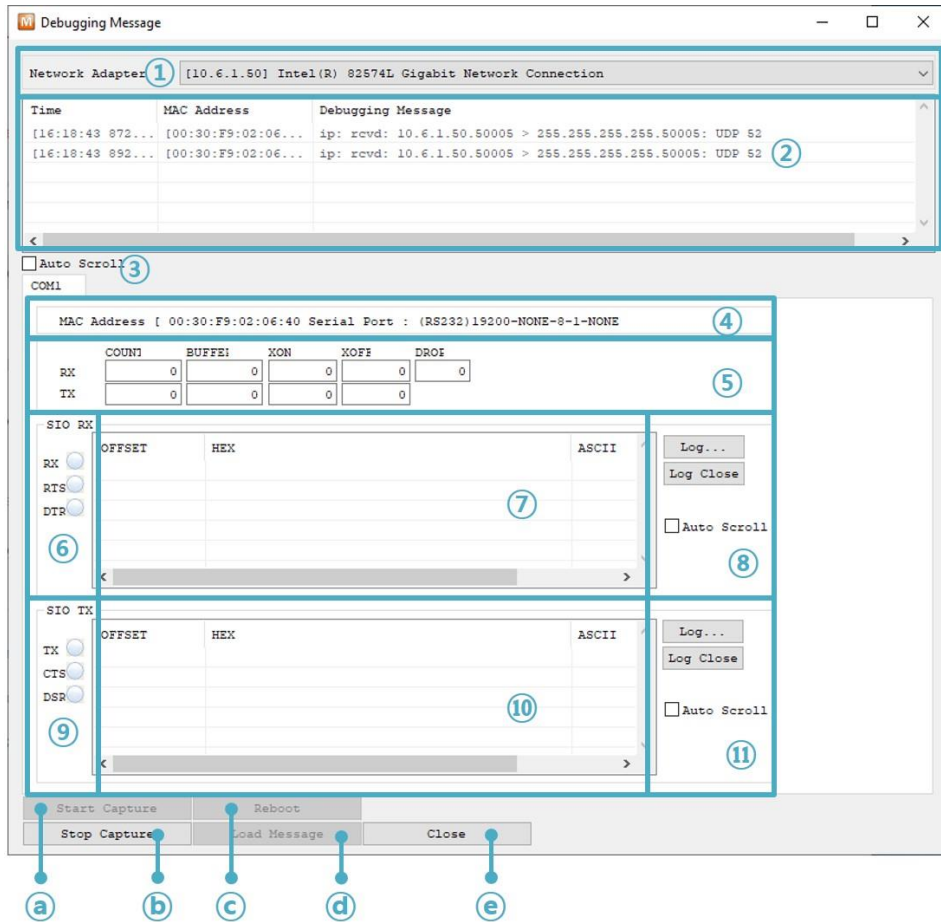 Debugging Message
Network Adapter ① [10.6.1.50] Intel(R) 82574L Gigabit Network Connection
Time MAC Address Debugging Message
[16:18:43 872... [00:30:F9:02:06... ip: rcvd: 10.6.1.50.50005 > 255.255.255.255.50005: UDP 52
[16:18:43 892... [00:30:F9:02:06... ip: rcvd: 10.6.1.50.50005 > 255.255.255.255.50005: UDP 52 ②
Auto Scroll ③
COM1
MAC Address [ 00:30:F9:02:06:40 Serial Port : (RS232)19200-NONE-8-1-NONE ④
COUNT BUFFER XON XOFF DROP
RX 0 0 0 0 0 ⑤
TX 0 0 0 0
SIO RX
OFFSET HEX ASCII Log...
RX Log Close
RTS
DTR ⑦ Auto Scroll
⑥ ⑧
SIO TX
OFFSET HEX ASCII Log...
TX Log Close
CTS
DSR ⑩ Auto Scroll
⑨ ⑪
Start Capture Reboot
Stop Capture Load Message Close
ⓐ ⓑ ⓒ ⓓ ⓔ